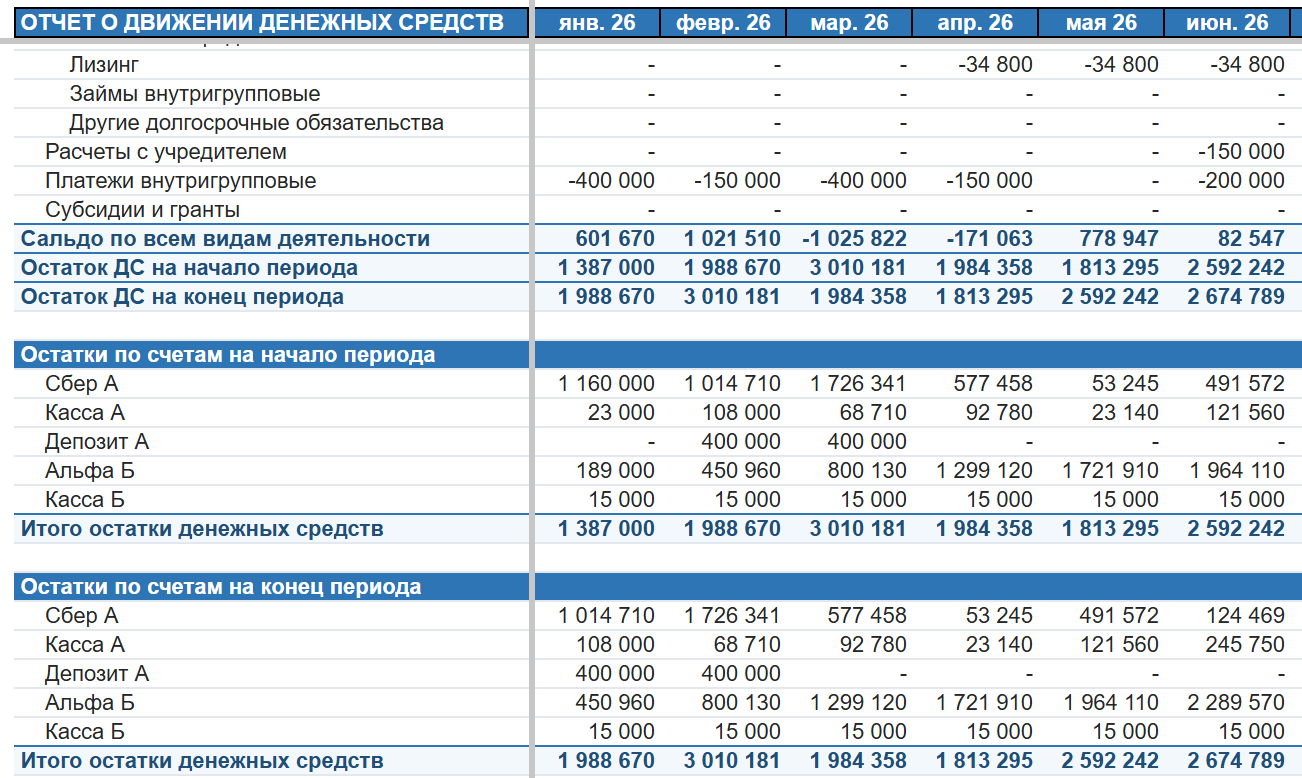 ОТЧЕТ О ДВИЖЕНИИ ДЕНЕЖНЫХ СРЕДСТВ янв. 26 февр. 26 мар. 26 апр. 26 мая 26 июн. 26
Лизинг - - - -34 800 -34 800 -34 800
Займы внутригрупповые - - - - - -
Другие долгосрочные обязательства - - - - - -
Расчеты с учредителем - - - - - -150 000
Платежи внутригрупповые -400 000 -150 000 -400 000 -150 000 - -200 000
Субсидии и гранты - - - - - -
Сальдо по всем видам деятельности 601 670 1 021 510 -1 025 822 -171 063 778 947 82 547
Остаток ДС на начало периода 1 387 000 1 988 670 3 010 181 1 984 358 1 813 295 2 592 242
Остаток ДС на конец периода 1 988 670 3 010 181 1 984 358 1 813 295 2 592 242 2 674 789
Остатки по счетам на начало периода
Сбер А 1 160 000 1 014 710 1 726 341 577 458 53 245 491 572
Касса А 23 000 108 000 68 710 92 780 23 140 121 560
Депозит А - 400 000 400 000 - - -
Альфа Б 189 000 450 960 800 130 1 299 120 1 721 910 1 964 110
Касса Б 15 000 15 000 15 000 15 000 15 000 15 000
Итого остатки денежных средств 1 387 000 1 988 670 3 010 181 1 984 358 1 813 295 2 592 242
Остатки по счетам на конец периода
Сбер А 1 014 710 1 726 341 577 458 53 245 491 572 124 469
Касса А 108 000 68 710 92 780 23 140 121 560 245 750
Депозит А 400 000 400 000 - - - -
Альфа Б 450 960 800 130 1 299 120 1 721 910 1 964 110 2 289 570
Касса Б 15 000 15 000 15 000 15 000 15 000 15 000
Итого остатки денежных средств 1 988 670 3 010 181 1 984 358 1 813 295 2 592 242 2 674 789